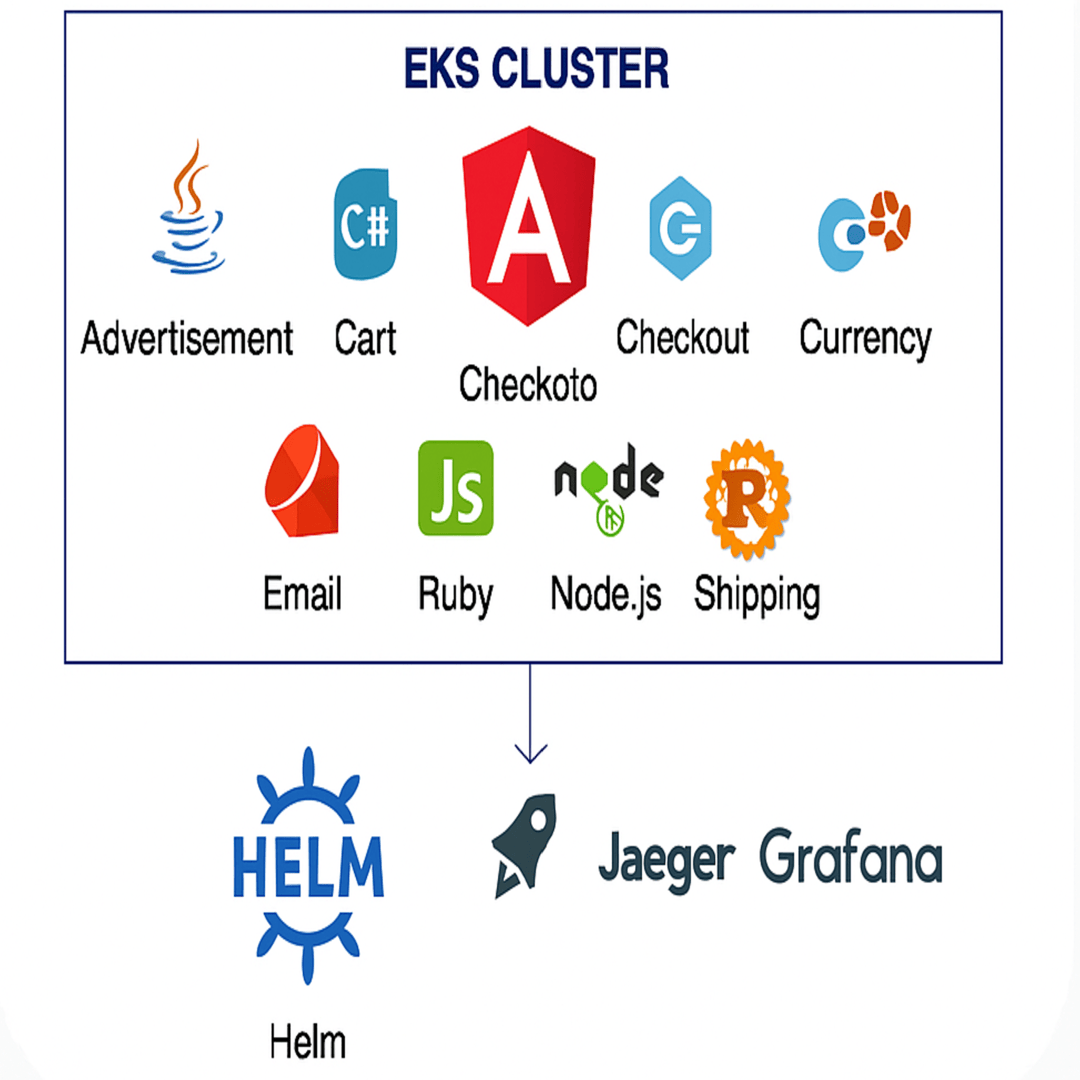 EKS CLUSTER
C#
A
Advertisement
Cart
Checkout
Currency
Checkoto
JS
node
R
Email
Ruby
Node.js
Shipping
HELM
Jaeger
Grafana
Helm